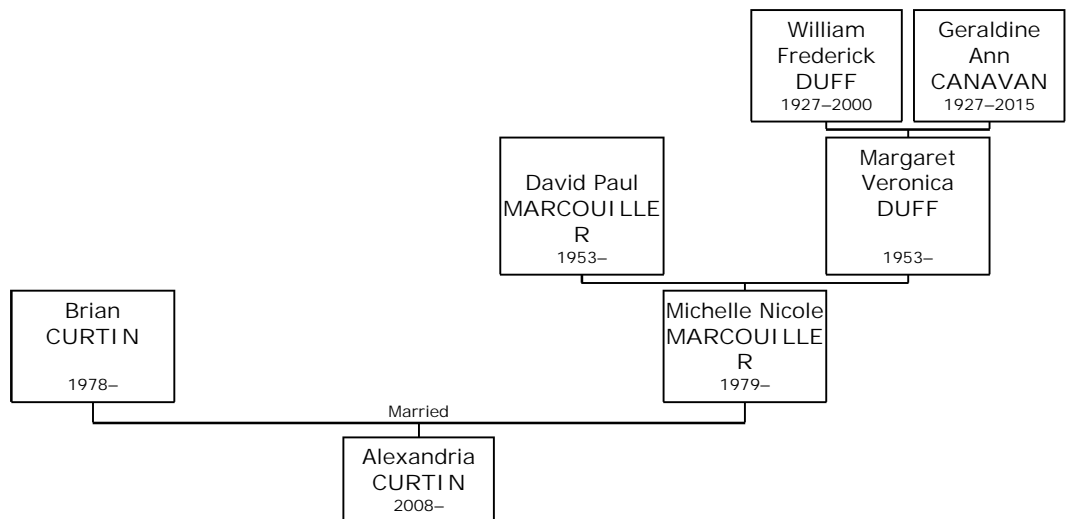 William
Frederick
DUFF
1927–2000
Geraldine
Ann
CANAVAN
1927–2015
David Paul
MARCOUILLE
R
1953–
Margaret
Veronica
DUFF
1953–
Brian
CURTIN
1978–
Michelle Nicole
MARCOUILLE
R
1979–
Married
Alexandria
CURTIN
2008–